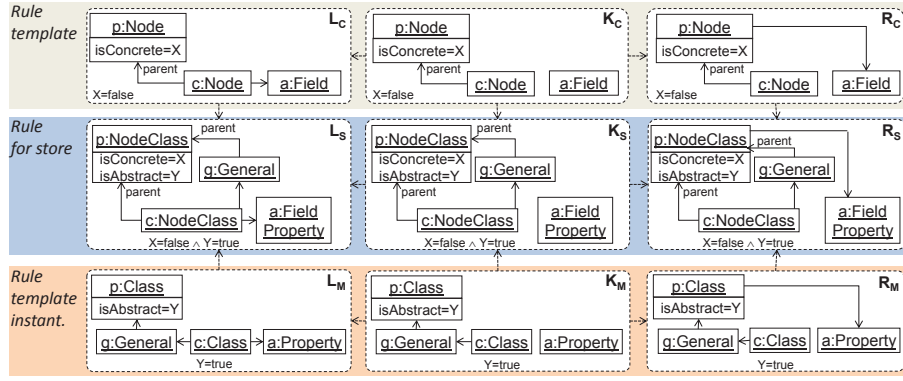 Rule
template
L_C
p:Node
isConcrete=X
parent
c:Node
a:Field
X=false
K_C
p:Node
isConcrete=X
parent
c:Node
a:Field
X=false
R_C
p:Node
isConcrete=X
parent
c:Node
a:Field
X=false
Rule
for store
L_S
p:NodeClass
isConcrete=X
isAbstract=Y
parent
g:General
parent
c:NodeClass
a:Field
Property
X=false ∧ Y=true
K_S
p:NodeClass
isConcrete=X
isAbstract=Y
parent
g:General
parent
c:NodeClass
a:Field
Property
X=false ∧ Y=true
R_S
p:NodeClass
isConcrete=X
isAbstract=Y
parent
g:General
parent
c:NodeClass
a:Field
Property
X=false ∧ Y=true
Rule
template
instant.
L_M
p:Class
isAbstract=Y
g:General
c:Class
a:Property
Y=true
K_M
p:Class
isAbstract=Y
g:General
c:Class
a:Property
Y=true
R_M
p:Class
isAbstract=Y
g:General
c:Class
a:Property
Y=true